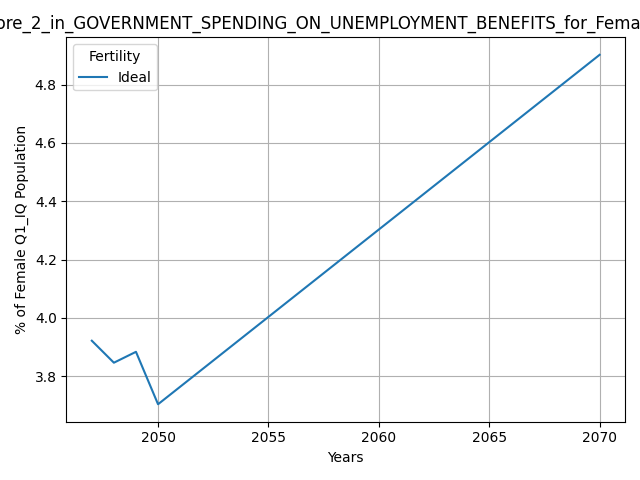 ore_2_in_GOVERNMENT_SPENDING_ON_UNEMPLOYMENT_BENEFITS_for_Fema
Fertility
Ideal
4.8
4.6
4.4
4.2
4.0
3.8
% of Female Q1_IQ Population
2050 2055 2060 2065 2070
Years